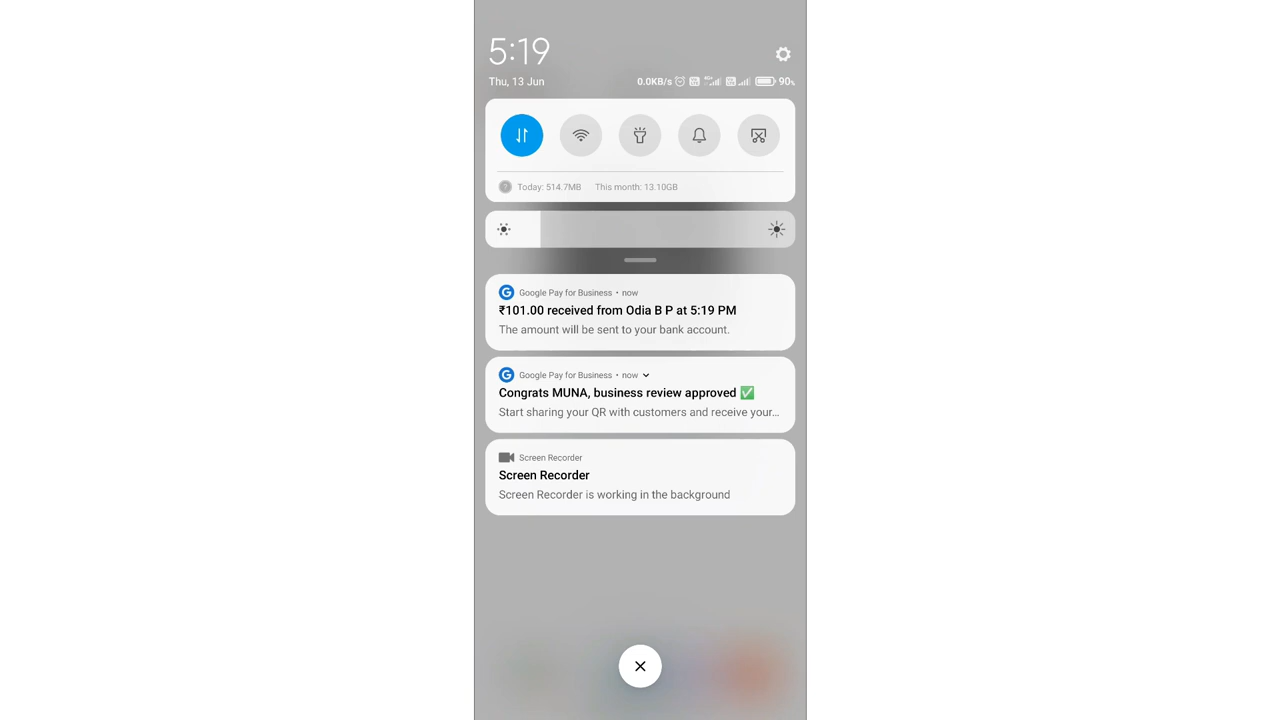 5:19
Thu, 13 Jun
0.0KB/s 90%
Today: 514.7MB This month: 13.10GB
Google Pay for Business • now
₹101.00 received from Odia B P at 5:19 PM
The amount will be sent to your bank account.
Google Pay for Business • now
Congrats MUNA, business review approved ✅
Start sharing your QR with customers and receive your...
Screen Recorder
Screen Recorder
Screen Recorder is working in the background